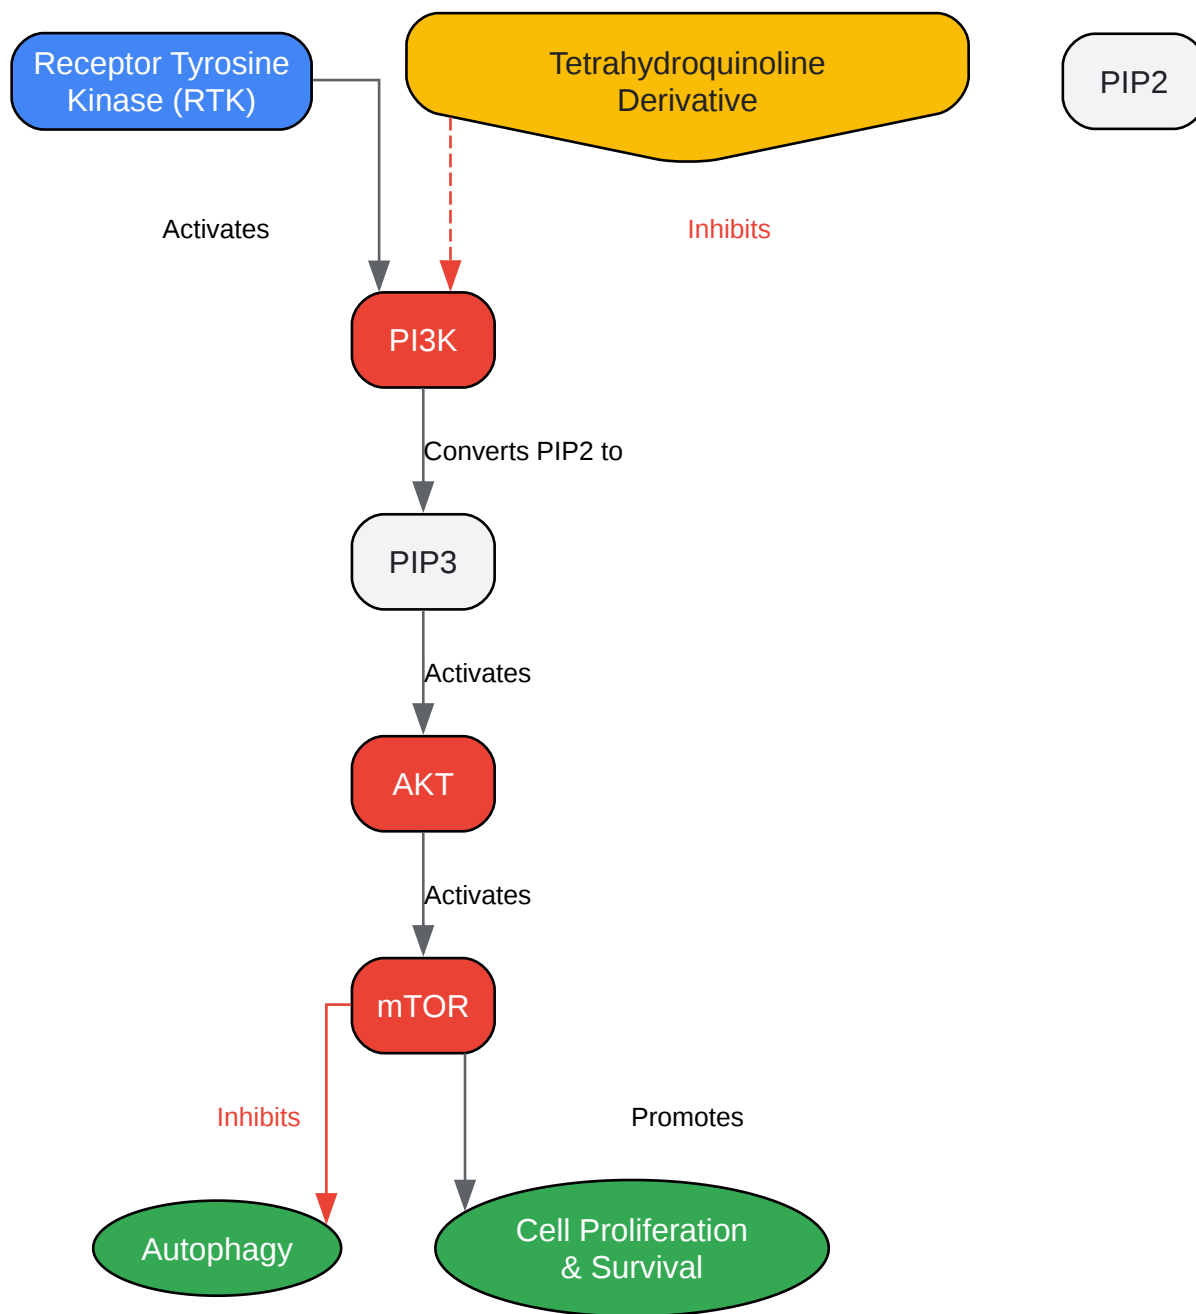 Receptor Tyrosine
Kinase (RTK)
Tetrahydroquinoline
Derivative
PIP2
Activates
Inhibits
PI3K
Converts PIP2 to
PIP3
Activates
AKT
Activates
mTOR
Inhibits
Promotes
Autophagy
Cell Proliferation
& Survival